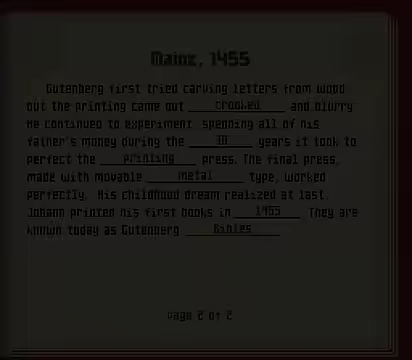 Mainz, 1455
Gutenberg first tried carving letters from wood
but the printing came out crooked and blurry
He continued to experiment, spending all of his
father's money during the 10 years it took to
perfect the printing press. The final press,
made with movable metal type, worked
perfectly. His childhood dream realized at last.
Johann printed his first books in 1455 They are
known today as Gutenberg Bibles
page 2 of 2